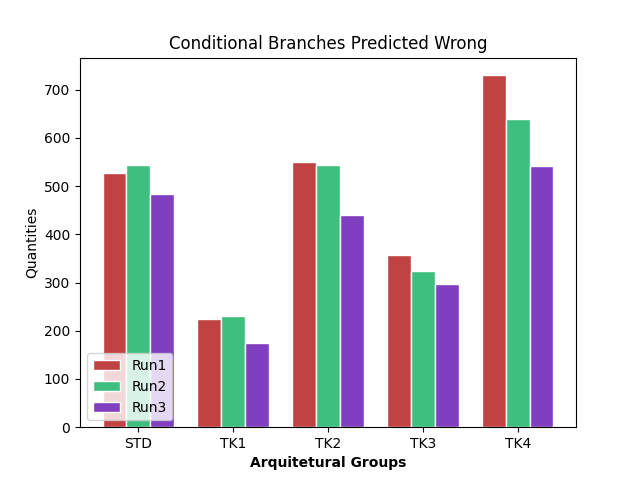 Conditional Branches Predicted Wrong
Quantities
700
600
500
400
300
200
100
0
Run1
Run2
Run3
STD TK1 TK2 TK3 TK4
Arquitetural Groups